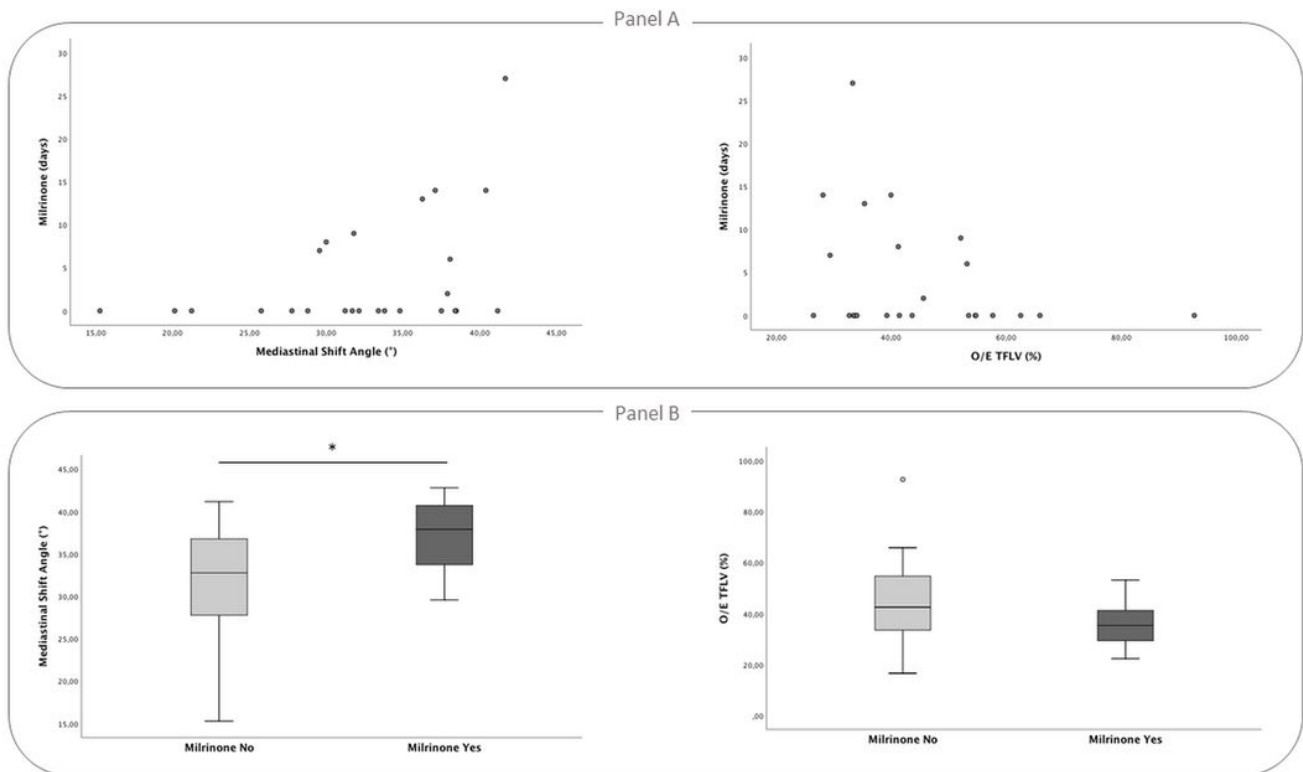 Panel A
30
25
20
15
10
5
0
Milrinone (days)
15,00 20,00 25,00 30,00 35,00 40,00 45,00
Mediastinal Shift Angle (°)
30
25
20
15
10
5
0
Milrinone (days)
20,00 40,00 60,00 80,00 100,00
O/E TFLV (%)
Panel B
*
45,00
40,00
35,00
30,00
25,00
20,00
15,00
Mediastinal Shift Angle (°)
Milrinone No Milrinone Yes
100,00
80,00
60,00
40,00
20,00
,00
O/E TFLV (%)
Milrinone No Milrinone Yes